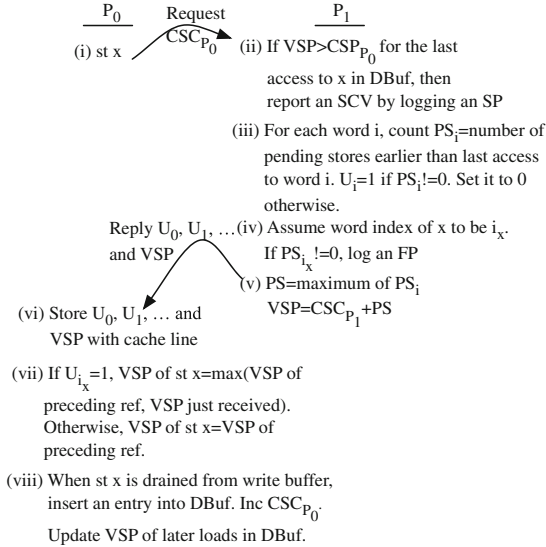 P0 Request P1
CSCP0
(i) st x
(ii) If VSP>CSPP0 for the last
access to x in DBuf, then
report an SCV by logging an SP
(iii) For each word i, count PSi=number of
pending stores earlier than last access
to word i. Ui=1 if PSi!=0. Set it to 0
otherwise.
Reply U0, U1, …
and VSP
(iv) Assume word index of x to be ix.
If PSix!=0, log an FP
(v) PS=maximum of PSi
VSP=CSCP1+PS
(vi) Store U0, U1, … and
VSP with cache line
(vii) If Uix=1, VSP of st x=max(VSP of
preceding ref, VSP just received).
Otherwise, VSP of st x=VSP of
preceding ref.
(viii) When st x is drained from write buffer,
insert an entry into DBuf. Inc CSCP0.
Update VSP of later loads in DBuf.